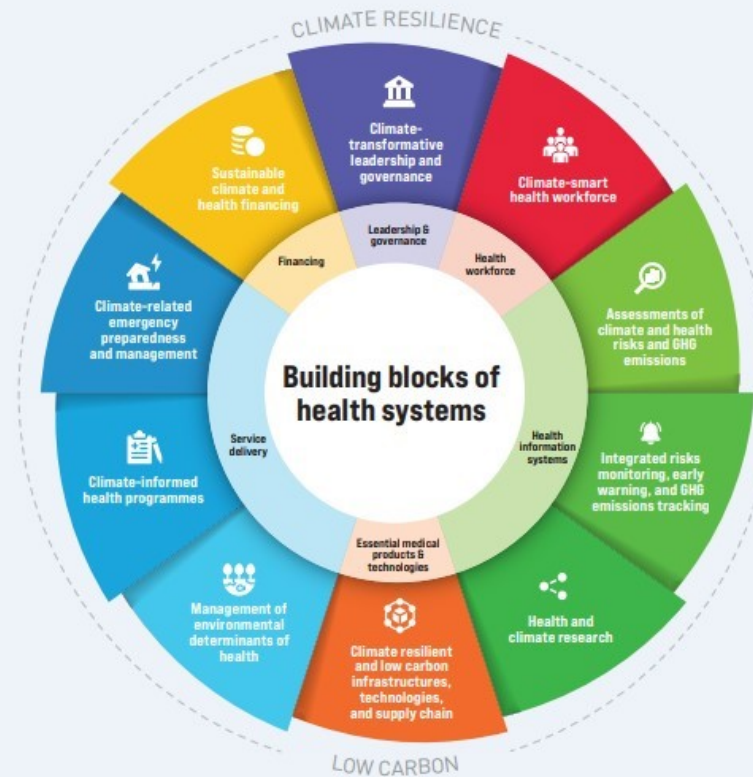 CLIMATE RESILIENCE
Climate-
transformative
leadership and
governance
Climate-smart
health workforce
Assessments of
climate and health
risks and GHG
emissions
Integrated risks
monitoring, early
warning, and GHG
emissions tracking
Health and
climate research
Climate resilient
and low carbon
infrastructures,
technologies,
and supply chain
Management of
environmental
determinants of
health
Climate-informed
health programmes
Climate-related
emergency
preparedness
and management
Sustainable
climate and
health financing
Leadership &
governance
Health
workforce
Health
information
systems
Essential medical
products &
technologies
Service
delivery
Financing
Building blocks of
health systems
LOW CARBON